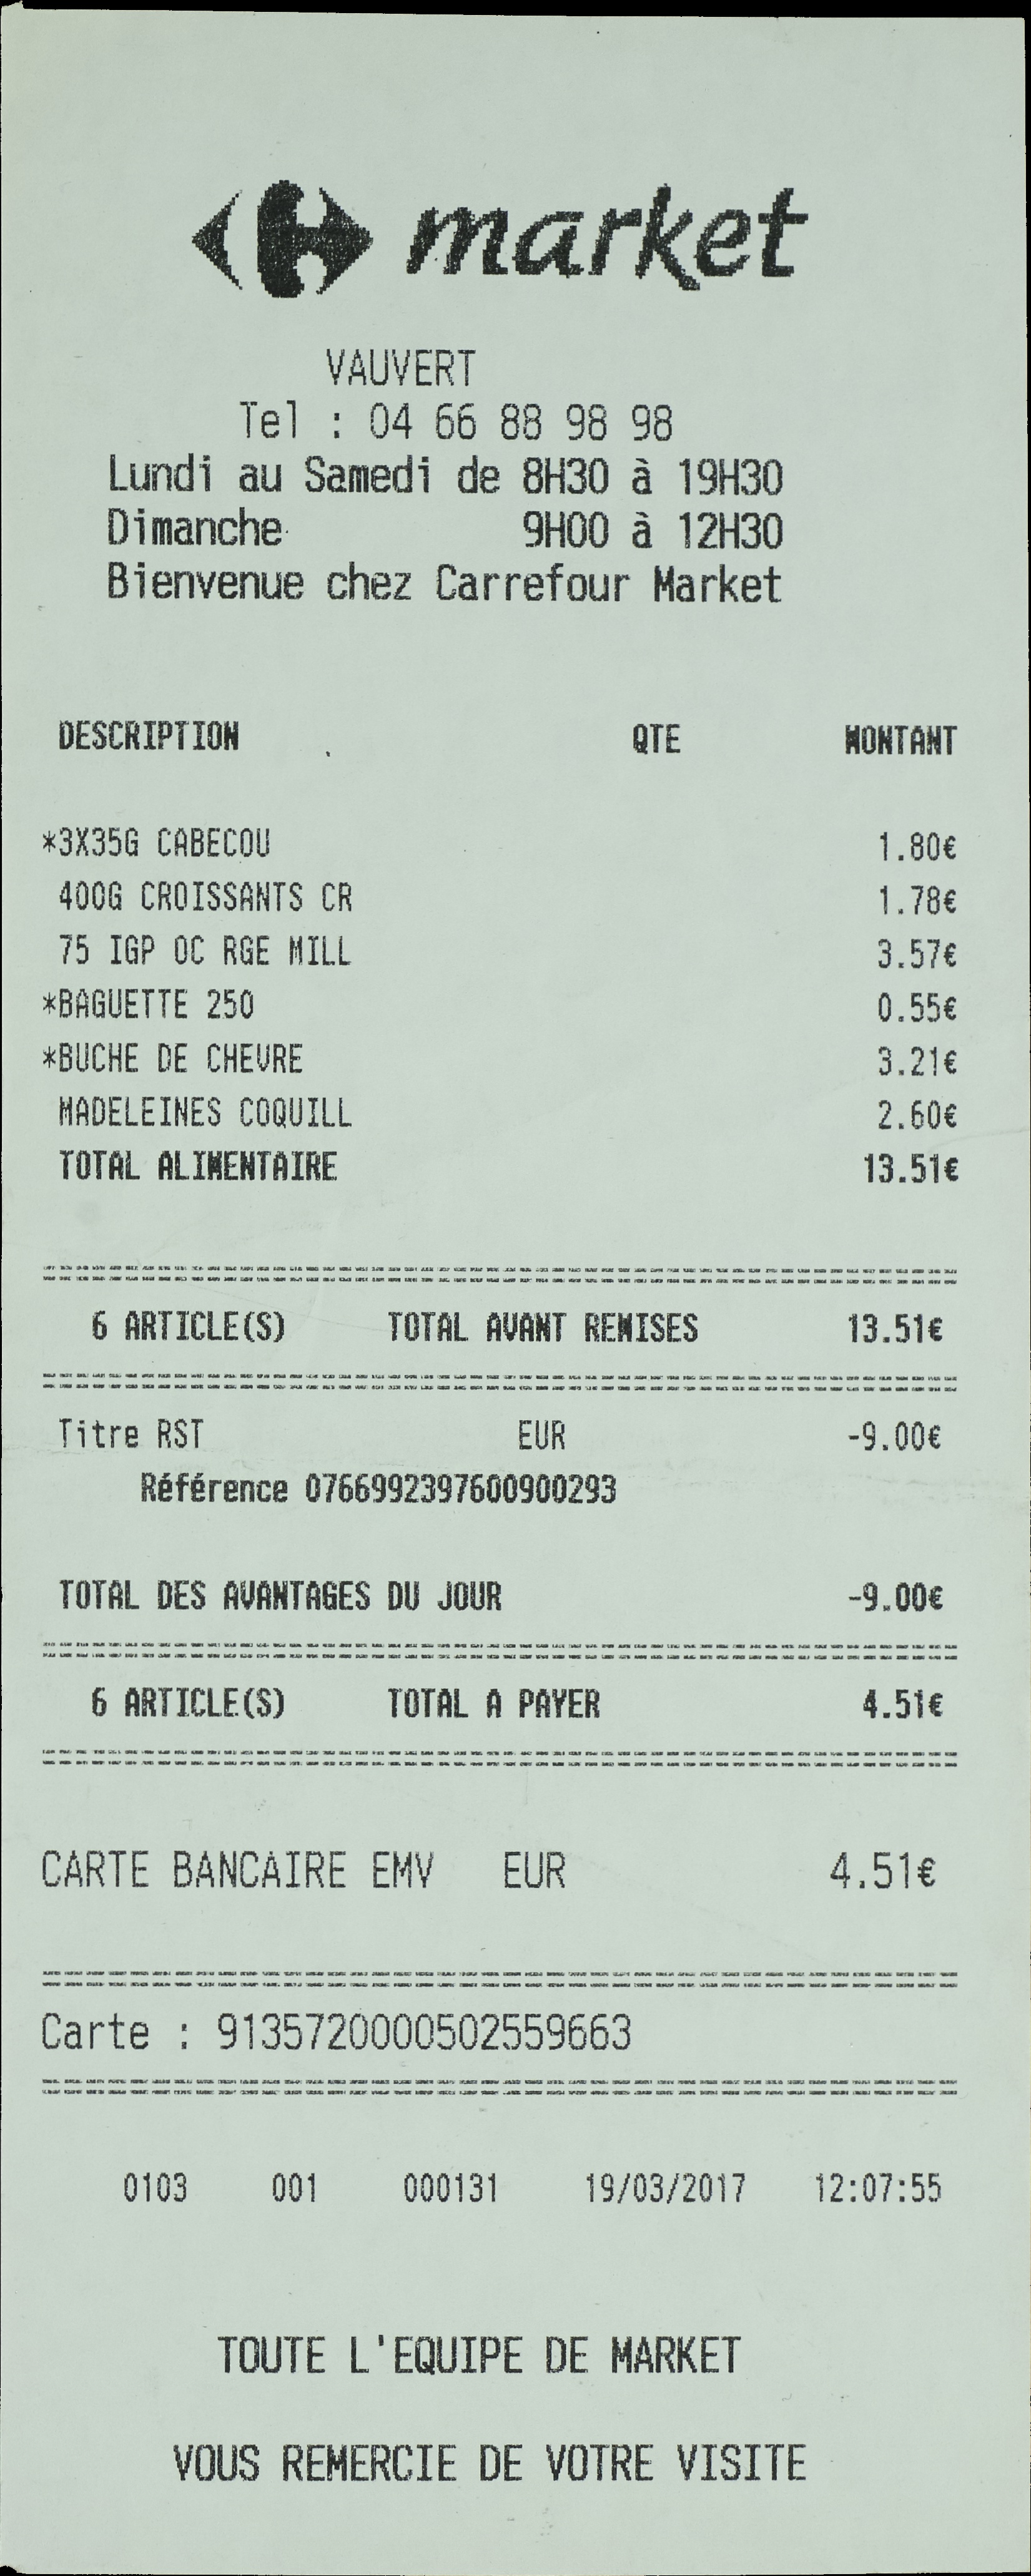 market
VAUVERT
Tel : 04 66 88 98 98
Lundi au Samedi de 8H30 à 19H30
Dimanche 9H00 à 12H30
Bienvenue chez Carrefour Market
DESCRIPTION QTE MONTANT
*3X35G CABECOU 1.80€
400G CROISSANTS CR 1.78€
75 IGP OC RGE MILL 3.57€
*BAGUETTE 250 0.55€
*BUCHE DE CHEVRE 3.21€
MADELEINES COQUILL 2.60€
TOTAL ALIMENTAIRE 13.51€
6 ARTICLE(S) TOTAL AVANT REMISES 13.51€
Titre RST EUR -9.00€
Référence 0766992397600900293
TOTAL DES AVANTAGES DU JOUR -9.00€
6 ARTICLE(S) TOTAL A PAYER 4.51€
CARTE BANCAIRE EMV EUR 4.51€
Carte : 9135720000502559663
0103 001 000131 19/03/2017 12:07:55
TOUTE L'EQUIPE DE MARKET
VOUS REMERCIE DE VOTRE VISITE